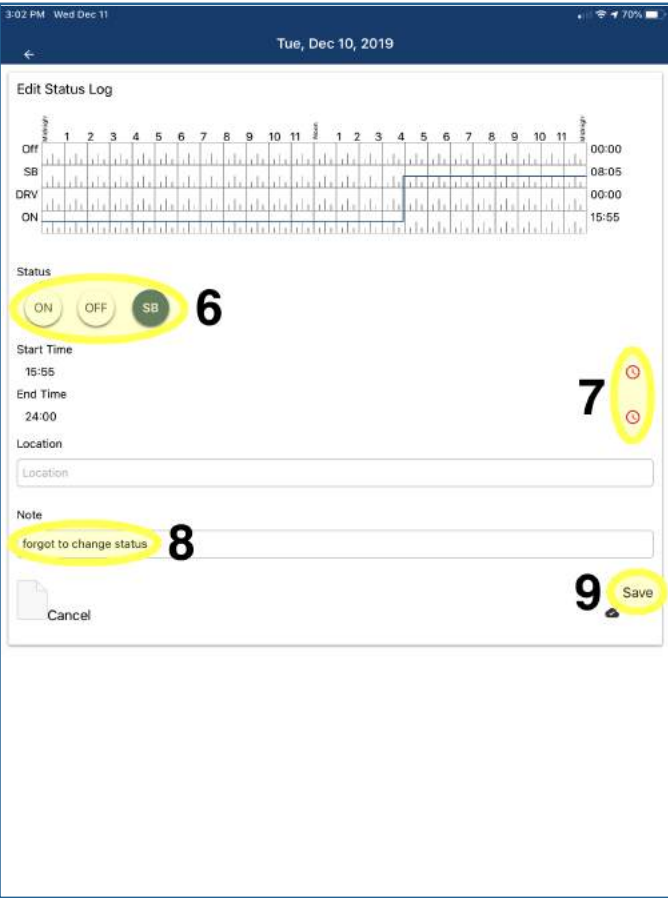 3:02 PM Wed Dec 11 70%
Tue, Dec 10, 2019
Edit Status Log
Midnight 1 2 3 4 5 6 7 8 9 10 11 Noon 1 2 3 4 5 6 7 8 9 10 11 Midnight
Off 00:00
SB 08:05
DRV 00:00
ON 15:55
Status
ON OFF SB 6
Start Time
15:55
7
End Time
24:00
Location
Location
Note
forgot to change status 8
9 Save
Cancel